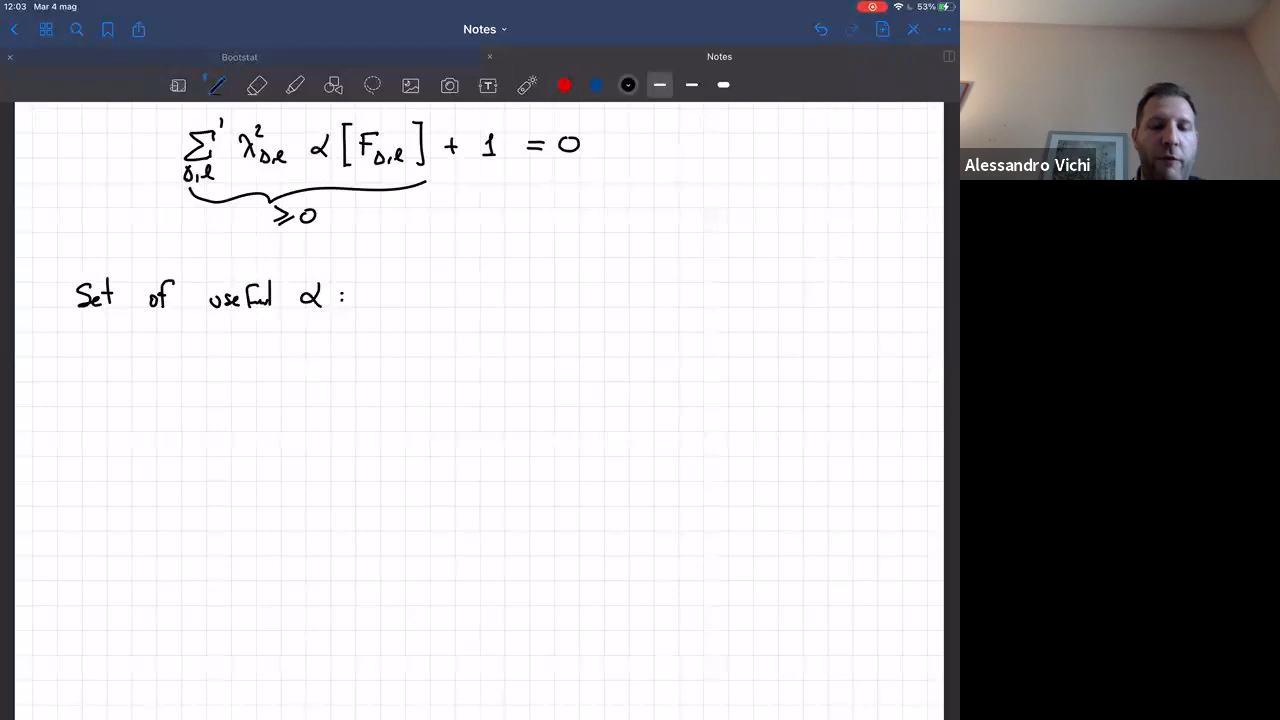 12:03 Mar 4 mag 53%
Notes
Bootstat Notes
Alessandro Vichi
∑' λ²_{Δ,ℓ} α [F_{Δ,ℓ}] + 1 = 0
Δ,ℓ
⩾ 0
Set of useful α :